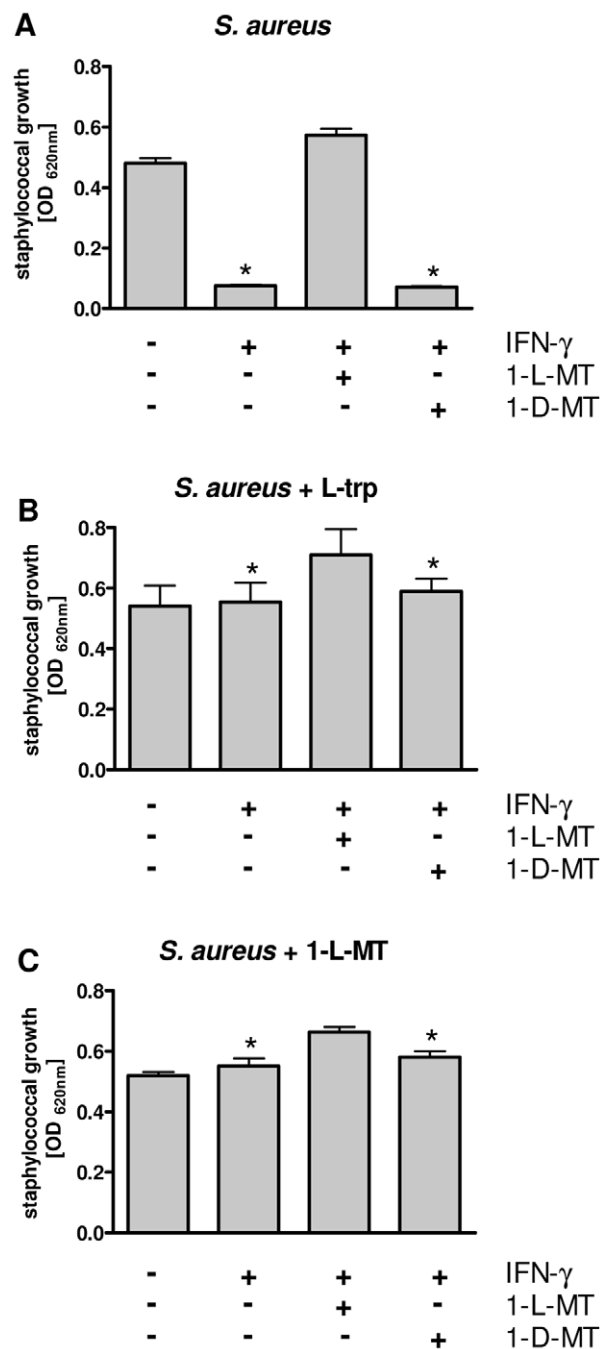 A
S. aureus
staphylococcal growth
[OD 620nm]
0.8
0.6
0.4
0.2
0.0
*
*
- + + + IFN-γ
- - + - 1-L-MT
- - - + 1-D-MT
B
S. aureus + L-trp
staphylococcal growth
[OD 620nm]
0.8
0.6
0.4
0.2
0.0
*
*
- + + + IFN-γ
- - + - 1-L-MT
- - - + 1-D-MT
C
S. aureus + 1-L-MT
staphylococcal growth
[OD 620nm]
0.8
0.6
0.4
0.2
0.0
*
*
- + + + IFN-γ
- - + - 1-L-MT
- - - + 1-D-MT